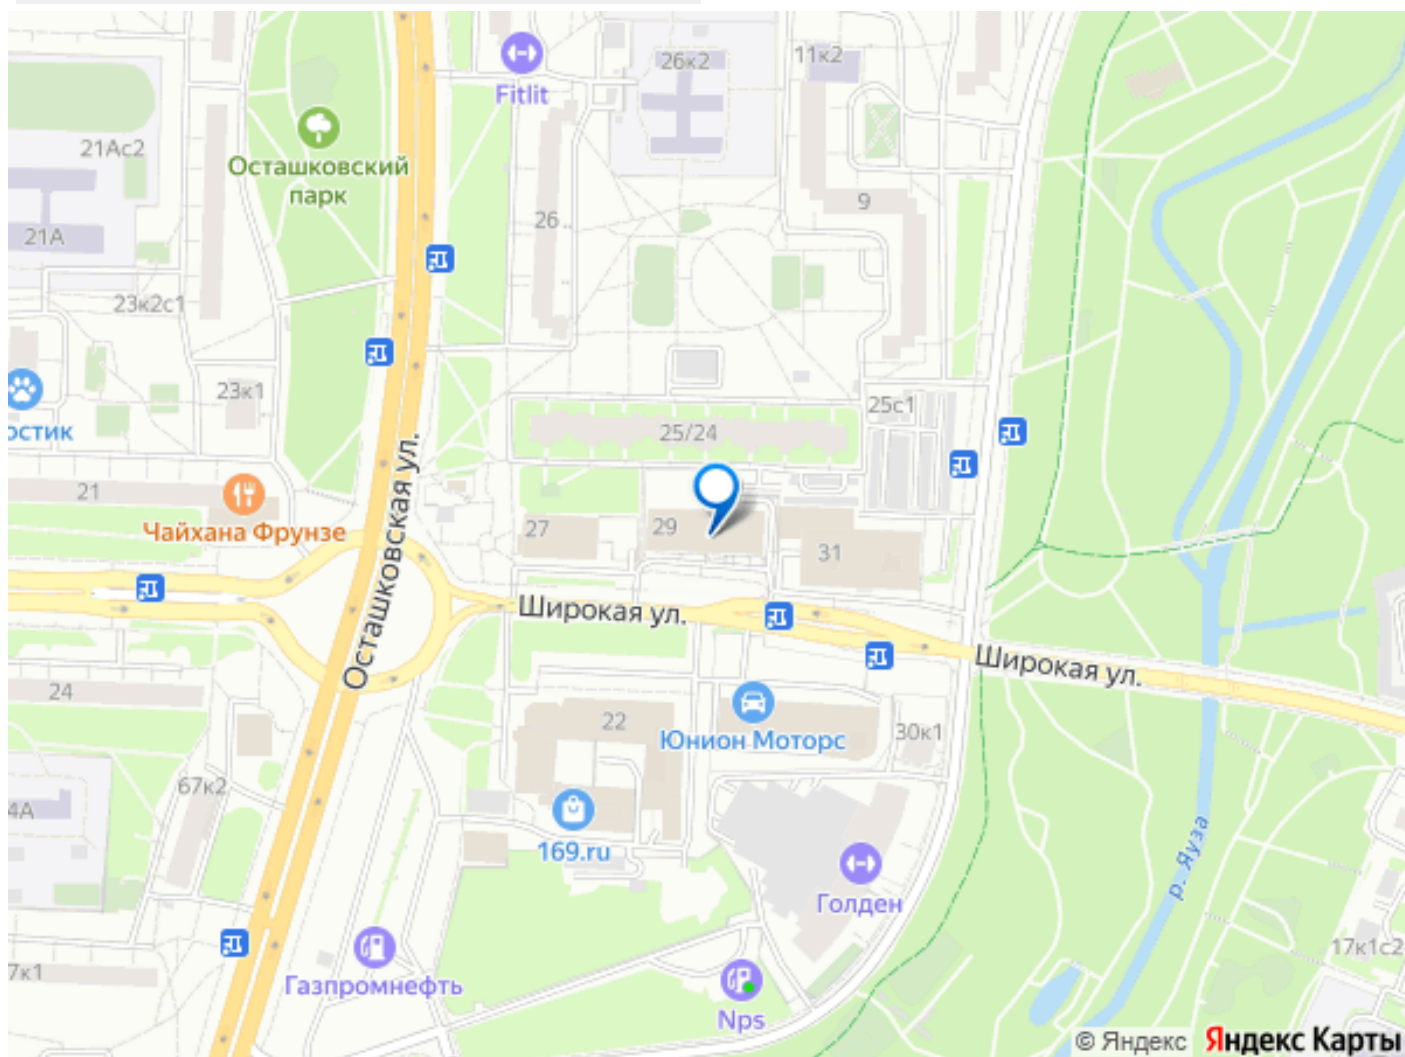 26к2
11к2
Fitlit
21Ас2
Осташковский
парк
9
26
21А
23к2с1
23к1
25с1
остик
25/24
21
Чайхана Фрунзе
27
29
31
Осташковская ул.
Широкая ул.
Широкая ул.
24
22
Юнион Моторс
30к1
67к2
4А
169.ru
р. Яуза
Голден
17к1с2
7к1
Газпромнефть
Nps
© Яндекс Яндекс Карты